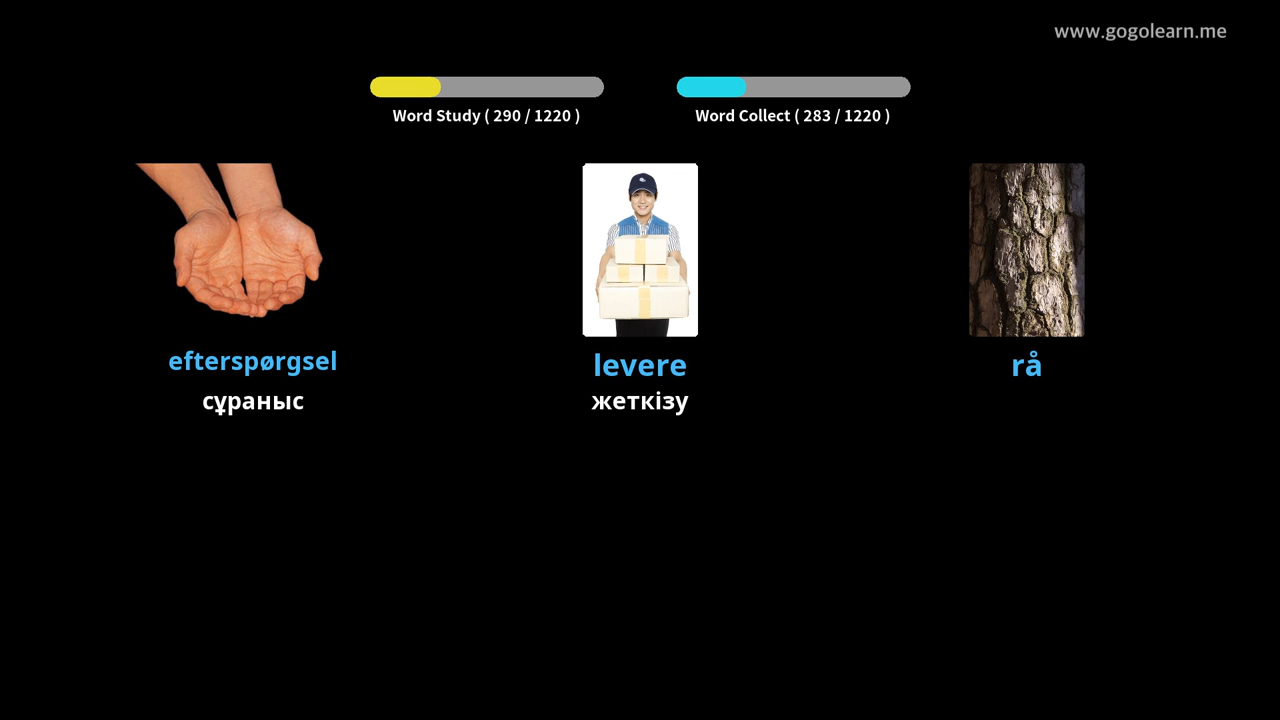 www.gogolearn.me
Word Study ( 290 / 1220 )
Word Collect ( 283 / 1220 )
efterspørgsel
levere
rå
сұраныс
жеткізу